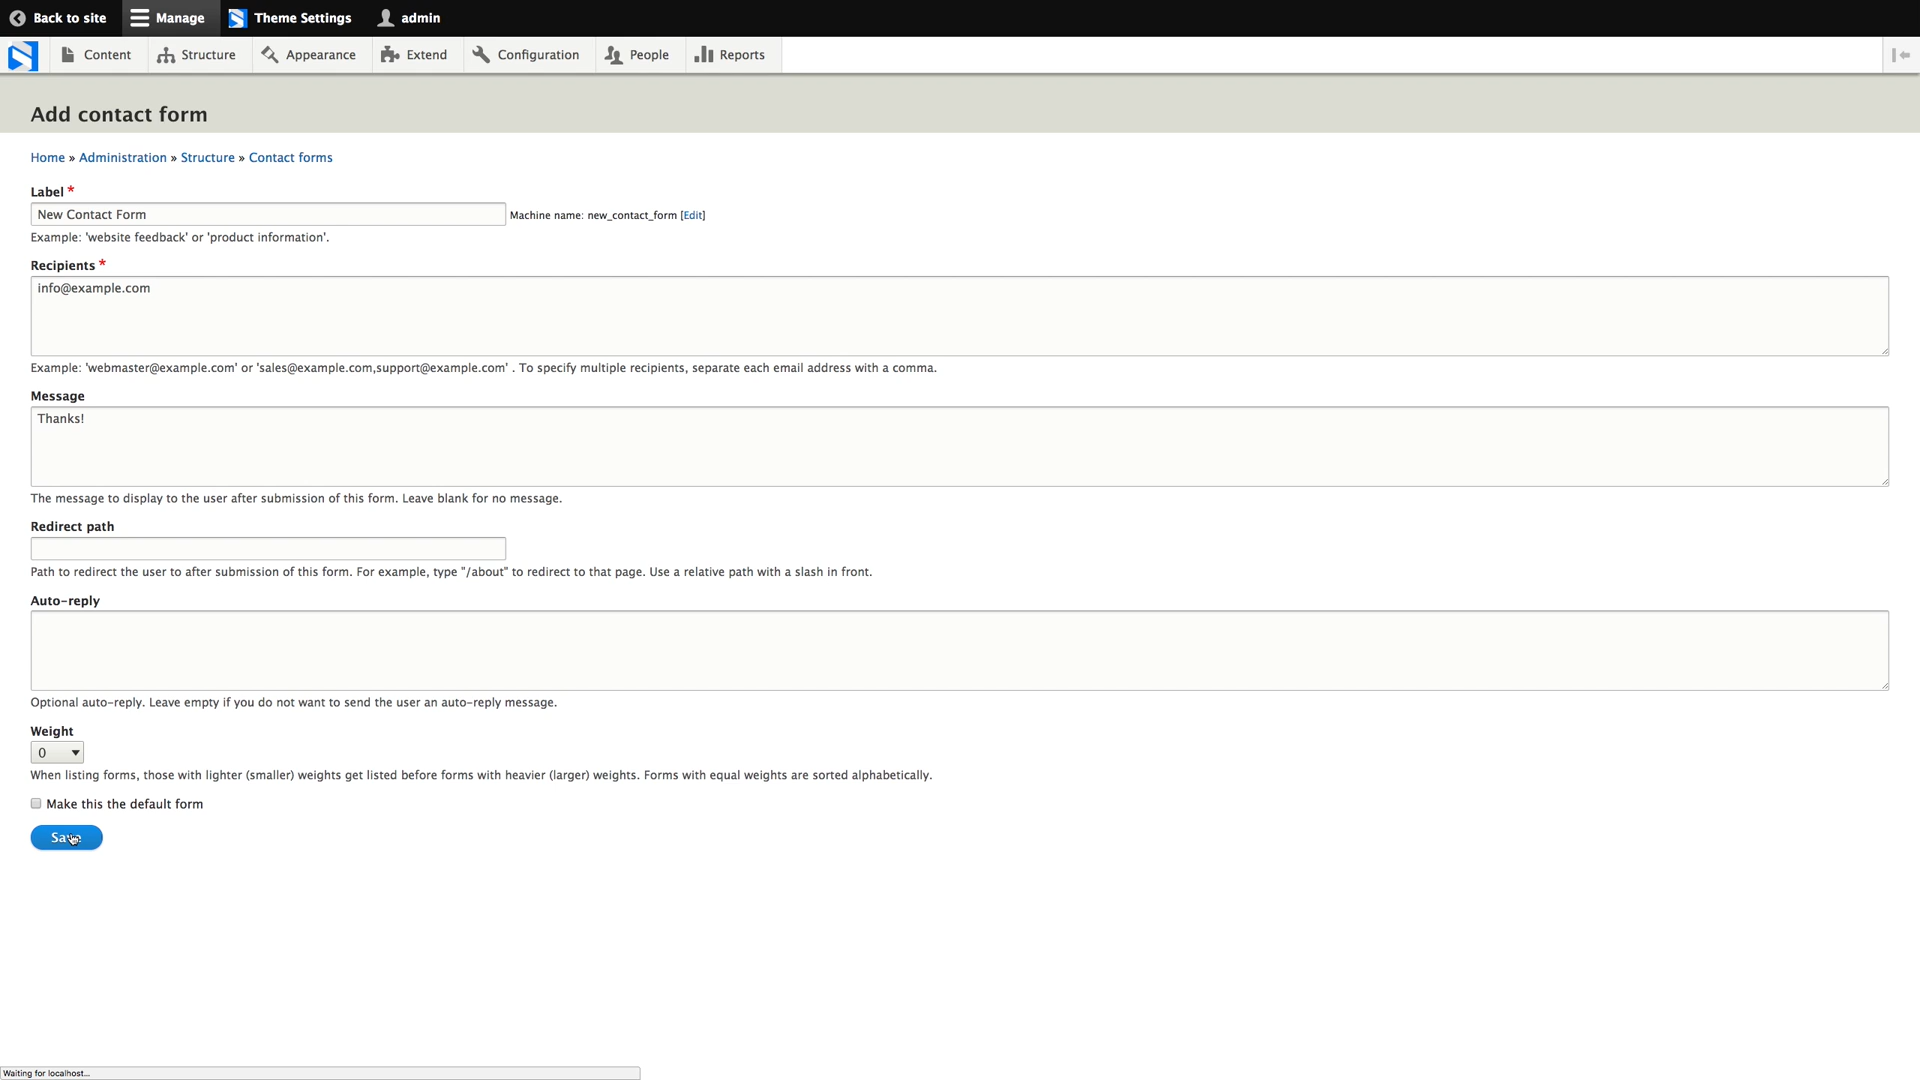 Back to site Manage Theme Settings admin
Content Structure Appearance Extend Configuration People Reports
Add contact form
Home » Administration » Structure » Contact forms
Label *
New Contact Form Machine name: new_contact_form [Edit]
Example: 'website feedback' or 'product information'.
Recipients *
info@example.com
Example: 'webmaster@example.com' or 'sales@example.com,support@example.com' . To specify multiple recipients, separate each email address with a comma.
Message
Thanks!
The message to display to the user after submission of this form. Leave blank for no message.
Redirect path
Path to redirect the user to after submission of this form. For example, type "/about" to redirect to that page. Use a relative path with a slash in front.
Auto-reply
Optional auto-reply. Leave empty if you do not want to send the user an auto-reply message.
Weight
0
When listing forms, those with lighter (smaller) weights get listed before forms with heavier (larger) weights. Forms with equal weights are sorted alphabetically.
Make this the default form
Save
Waiting for localhost...